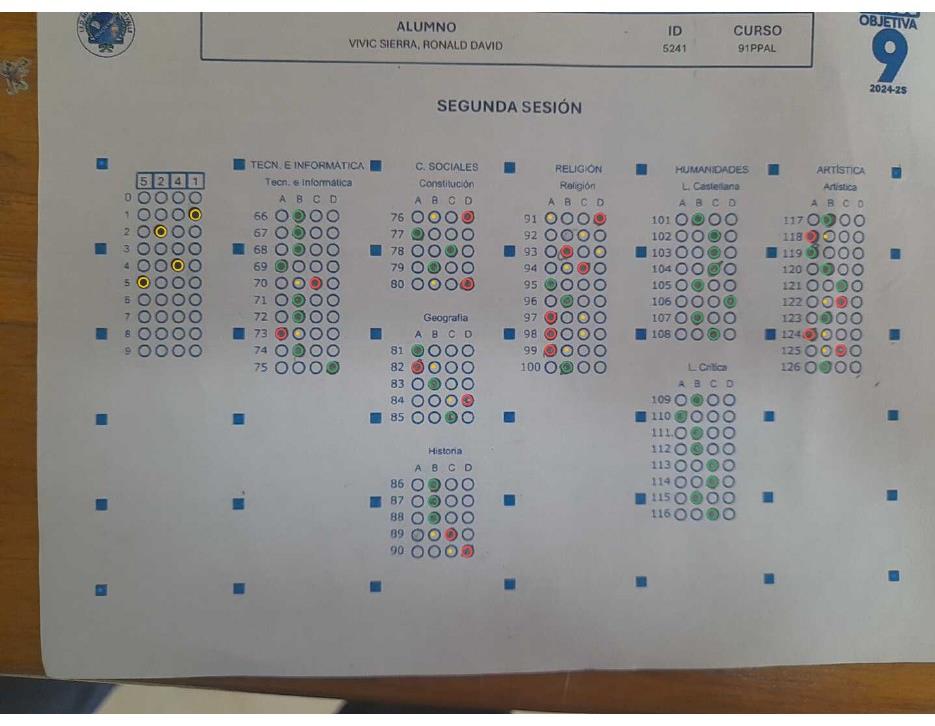 ALUMNO ID CURSO
VIVIC SIERRA, RONALD DAVID 5241 91PPAL
OBJETIVA
9
2024-2S
SEGUNDA SESIÓN
5 2 4 1
0
1
2
3
4
5
6
7
8
9
TECN. E INFORMÁTICA
Tecn. e Informática
A B C D
66
67
68
69
70
71
72
73
74
75
C. SOCIALES
Constitución
A B C D
76
77
78
79
80
Geografia
A B C D
81
82
83
84
85
Historia
A B C D
86
87
88
89
90
RELIGIÓN
Religión
A B C D
91
92
93
94
95
96
97
98
99
100
HUMANIDADES
L. Castellana
A B C D
101
102
103
104
105
106
107
108
L. Crítica
A B C D
109
110
111
112
113
114
115
116
ARTÍSTICA
Artistica
A B C D
117
118
119
120
121
122
123
124
125
126